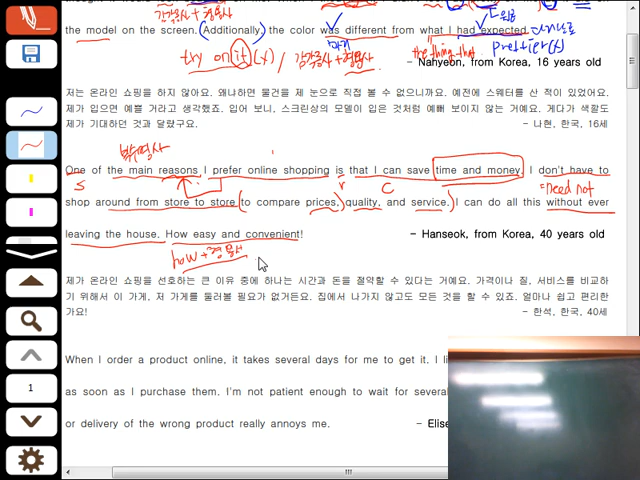 the model on the screen. (Additionally,) the color was different from what I had expected.
try on it (X) / 감각동사 + 형용사 the thing that prettier(X)
- Nahyeon, from Korea, 16 years old
저는 온라인 쇼핑을 하지 않아요. 왜냐하면 물건을 제 눈으로 직접 볼 수 없으니까요. 예전에 스웨터를 산 적이 있었어요.
제가 입으면 예쁠 거라고 생각했죠. 입어 보니, 스크린상의 모델이 입은 것처럼 예뻐 보이지 않는 거예요. 게다가 색깔도
제가 기대하던 것과 달랐구요.
- 나현, 한국, 16세
복수명사
One of the main reasons I prefer online shopping is that I can save time and money. I don't have to
S v C =need not
shop around from store to store (to compare prices, quality, and service.) I can do all this without ever
leaving the house. How easy and convenient!
- Hanseok, from Korea, 40 years old
how + 형용사
제가 온라인 쇼핑을 선호하는 큰 이유 중에 하나는 시간과 돈을 절약할 수 있다는 거예요. 가격이나 질, 서비스를 비교하
기 위해서 이 가게, 저 가게를 둘러볼 필요가 없거든요. 집에서 나가지 않고도 모든 것을 할 수 있죠. 얼마나 쉽고 편리한
가요!
- 한석, 한국, 40세
When I order a product online, it takes several days for me to get it. I li
as soon as I purchase them. I'm not patient enough to wait for several
or delivery of the wrong product really annoys me.
- Elise
1